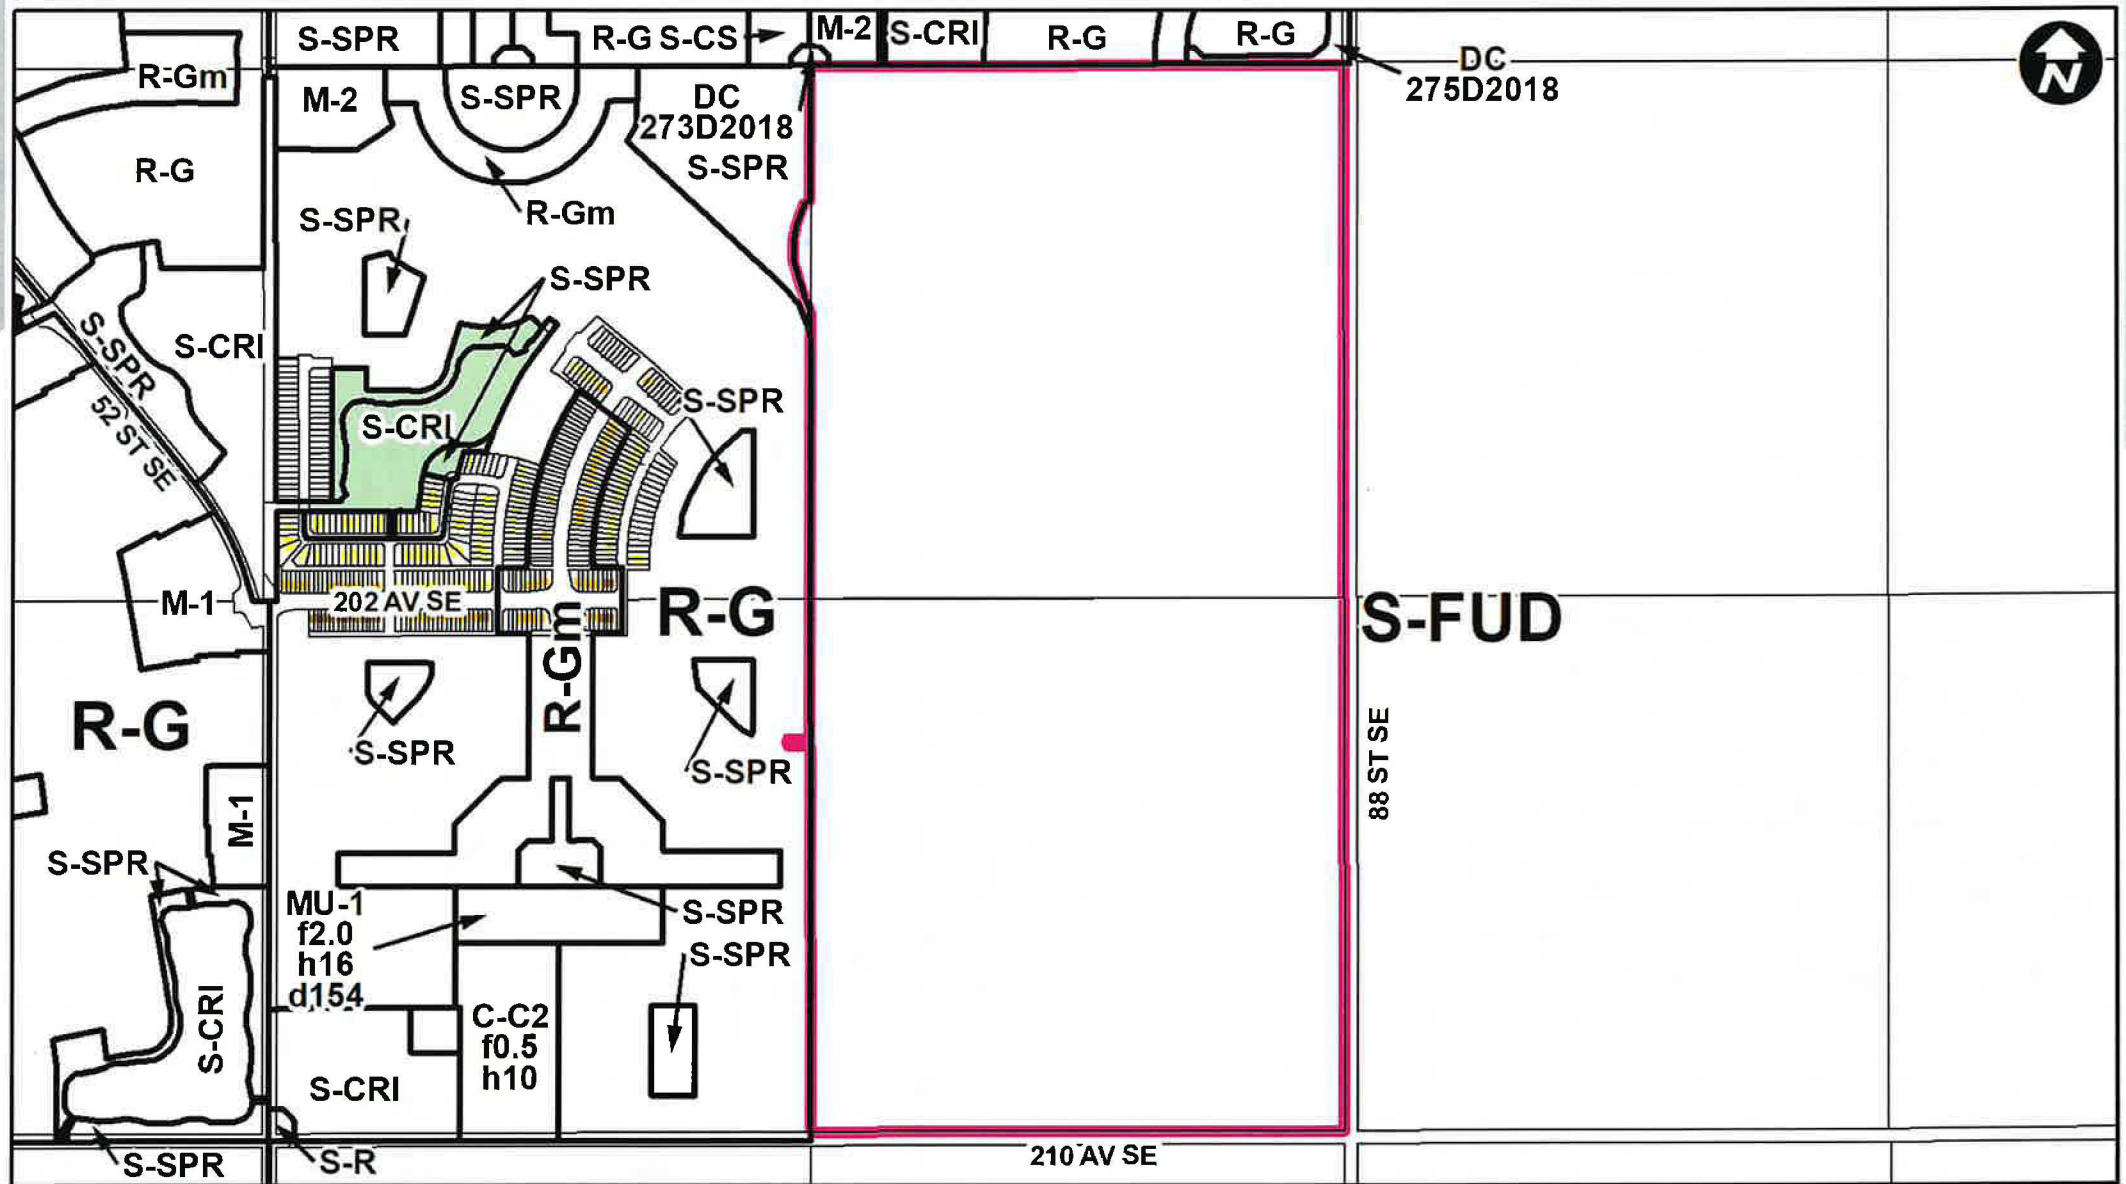 S-SPR
R-G S-CS
M-2
S-CRI
R-G
R-G
DC
275D2018
N
R-Gm
M-2
S-SPR
DC
273D2018
S-SPR
R-G
R-Gm
S-SPR
S-SPR
S-SPR
S-CRI
52 ST SE
S-CRI
S-SPR
M-1
202 AV SE
R-Gm
R-G
S-FUD
R-G
S-SPR
S-SPR
88 ST SE
M-1
S-SPR
MU-1
f2.0
h16
d154
S-SPR
S-SPR
S-CRI
C-C2
f0.5
h10
S-CRI
S-SPR
S-R
210 AV SE